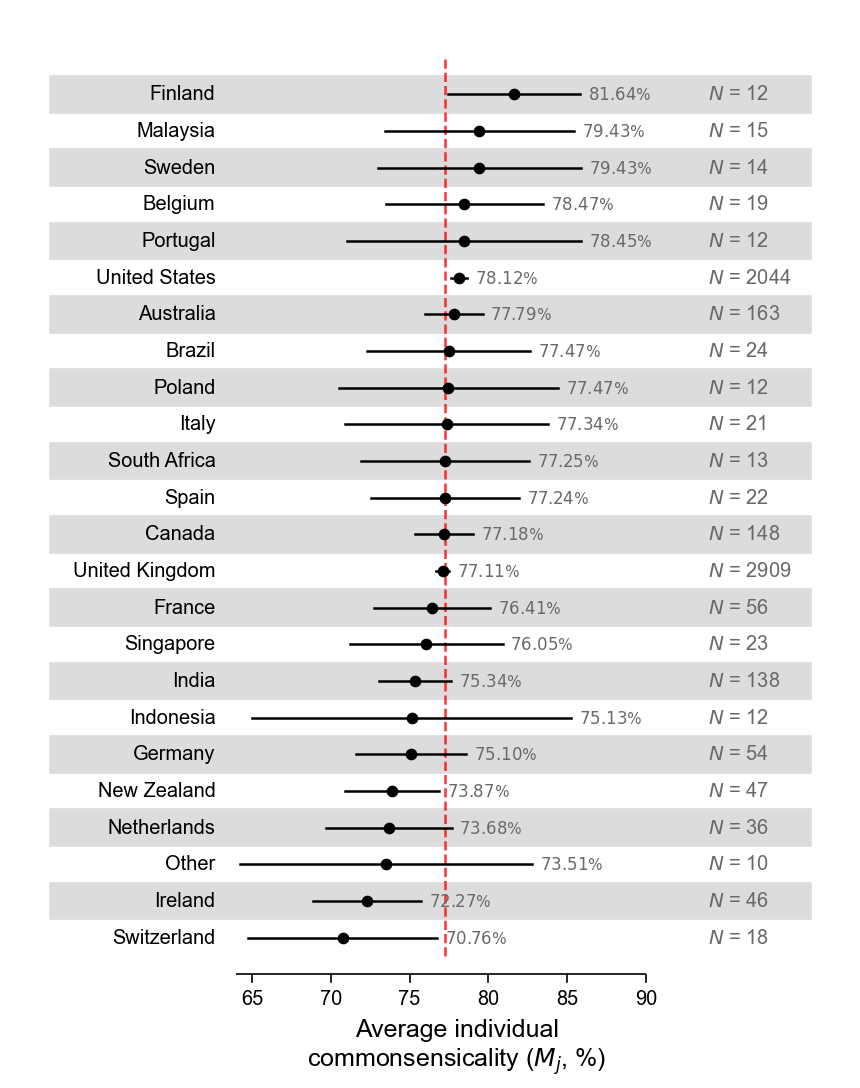 Finland 81.64% N = 12
Malaysia 79.43% N = 15
Sweden 79.43% N = 14
Belgium 78.47% N = 19
Portugal 78.45% N = 12
United States 78.12% N = 2044
Australia 77.79% N = 163
Brazil 77.47% N = 24
Poland 77.47% N = 12
Italy 77.34% N = 21
South Africa 77.25% N = 13
Spain 77.24% N = 22
Canada 77.18% N = 148
United Kingdom 77.11% N = 2909
France 76.41% N = 56
Singapore 76.05% N = 23
India 75.34% N = 138
Indonesia 75.13% N = 12
Germany 75.10% N = 54
New Zealand 73.87% N = 47
Netherlands 73.68% N = 36
Other 73.51% N = 10
Ireland 72.27% N = 46
Switzerland 70.76% N = 18
65 70 75 80 85 90
Average individual
commonsensicality (Mj, %)